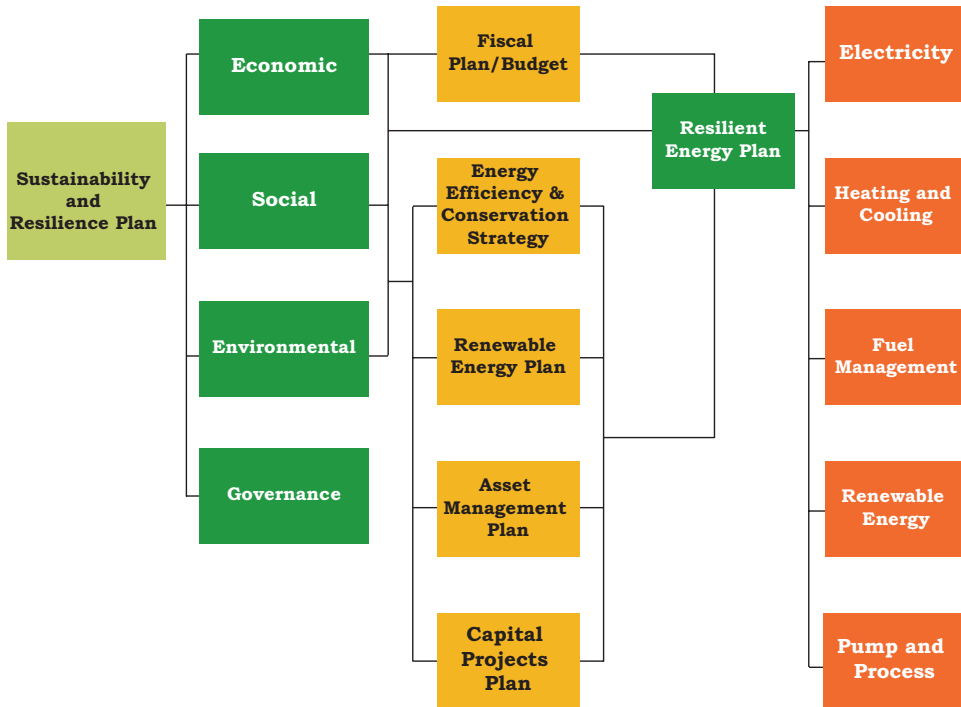 Sustainability
and
Resilience Plan
Economic
Social
Environmental
Governance
Fiscal
Plan/Budget
Energy
Efficiency &
Conservation
Strategy
Renewable
Energy Plan
Asset
Management
Plan
Capital
Projects
Plan
Resilient
Energy Plan
Electricity
Heating and
Cooling
Fuel
Management
Renewable
Energy
Pump and
Process